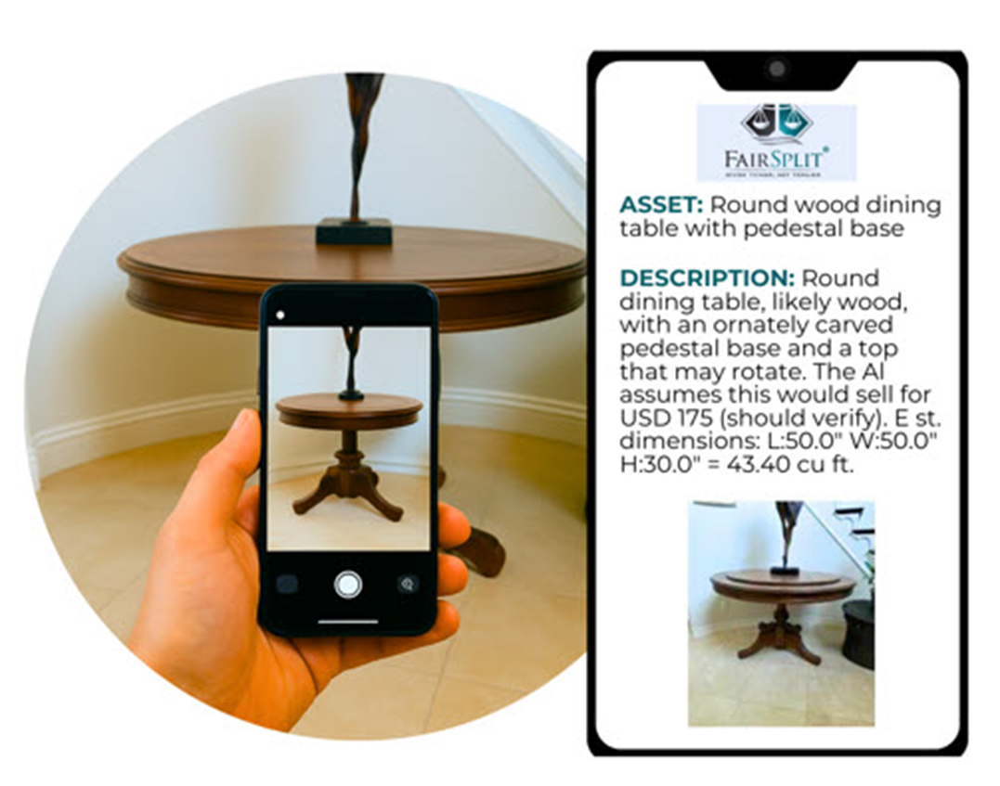 FAIRSPLIT®
ASSET: Round wood dining
table with pedestal base
DESCRIPTION: Round
dining table, likely wood,
with an ornately carved
pedestal base and a top
that may rotate. The AI
assumes this would sell for
USD 175 (should verify). E st.
dimensions: L:50.0" W:50.0"
H:30.0" = 43.40 cu ft.